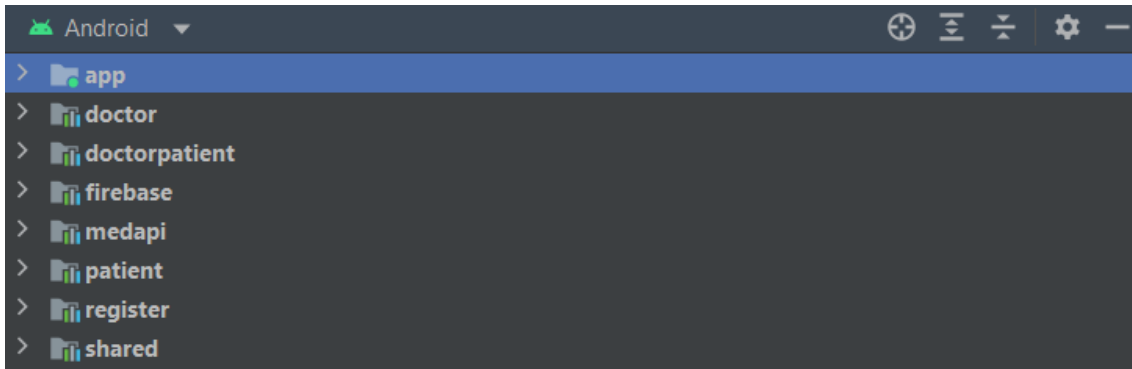 Android
app
doctor
doctorpatient
firebase
medapi
patient
register
shared